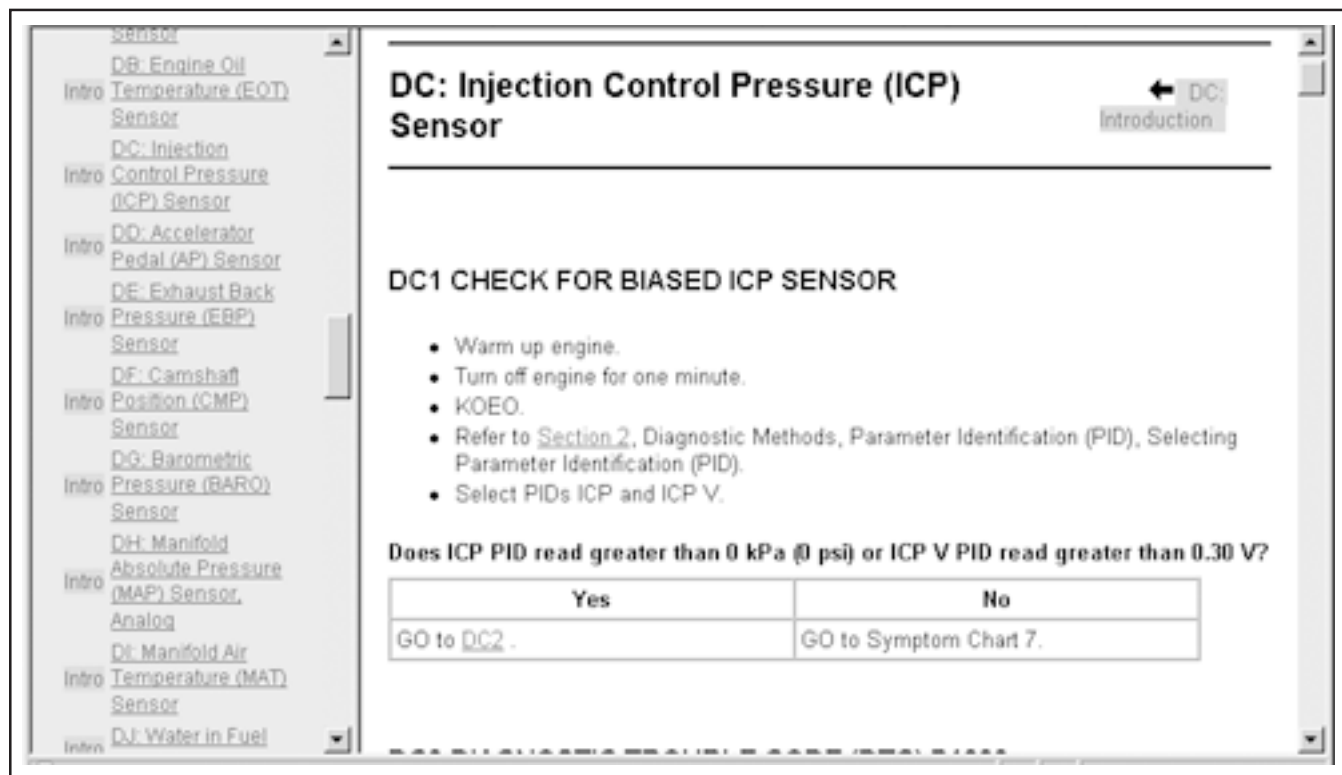 Sensor
DB: Engine Oil
Intro Temperature (EOT)
Sensor
DC: Injection
Intro Control Pressure
(ICP) Sensor
Intro DD: Accelerator
Pedal (AP) Sensor
DE: Exhaust Back
Intro Pressure (EBP)
Sensor
DF: Camshaft
Intro Position (CMP)
Sensor
DG: Barometric
Intro Pressure (BARO)
Sensor
DH: Manifold
Intro Absolute Pressure
(MAP) Sensor,
Analog
DI: Manifold Air
Intro Temperature (MAT)
Sensor
Intro DJ: Water in Fuel
DC: Injection Control Pressure (ICP)
Sensor
DC:
Introduction
DC1 CHECK FOR BIASED ICP SENSOR
• Warm up engine.
• Turn off engine for one minute.
• KOEO.
• Refer to Section 2, Diagnostic Methods, Parameter Identification (PID), Selecting
Parameter Identification (PID).
• Select PIDs ICP and ICP V.
Does ICP PID read greater than 0 kPa (0 psi) or ICP V PID read greater than 0.30 V?
Yes No
GO to DC2 . GO to Symptom Chart 7.